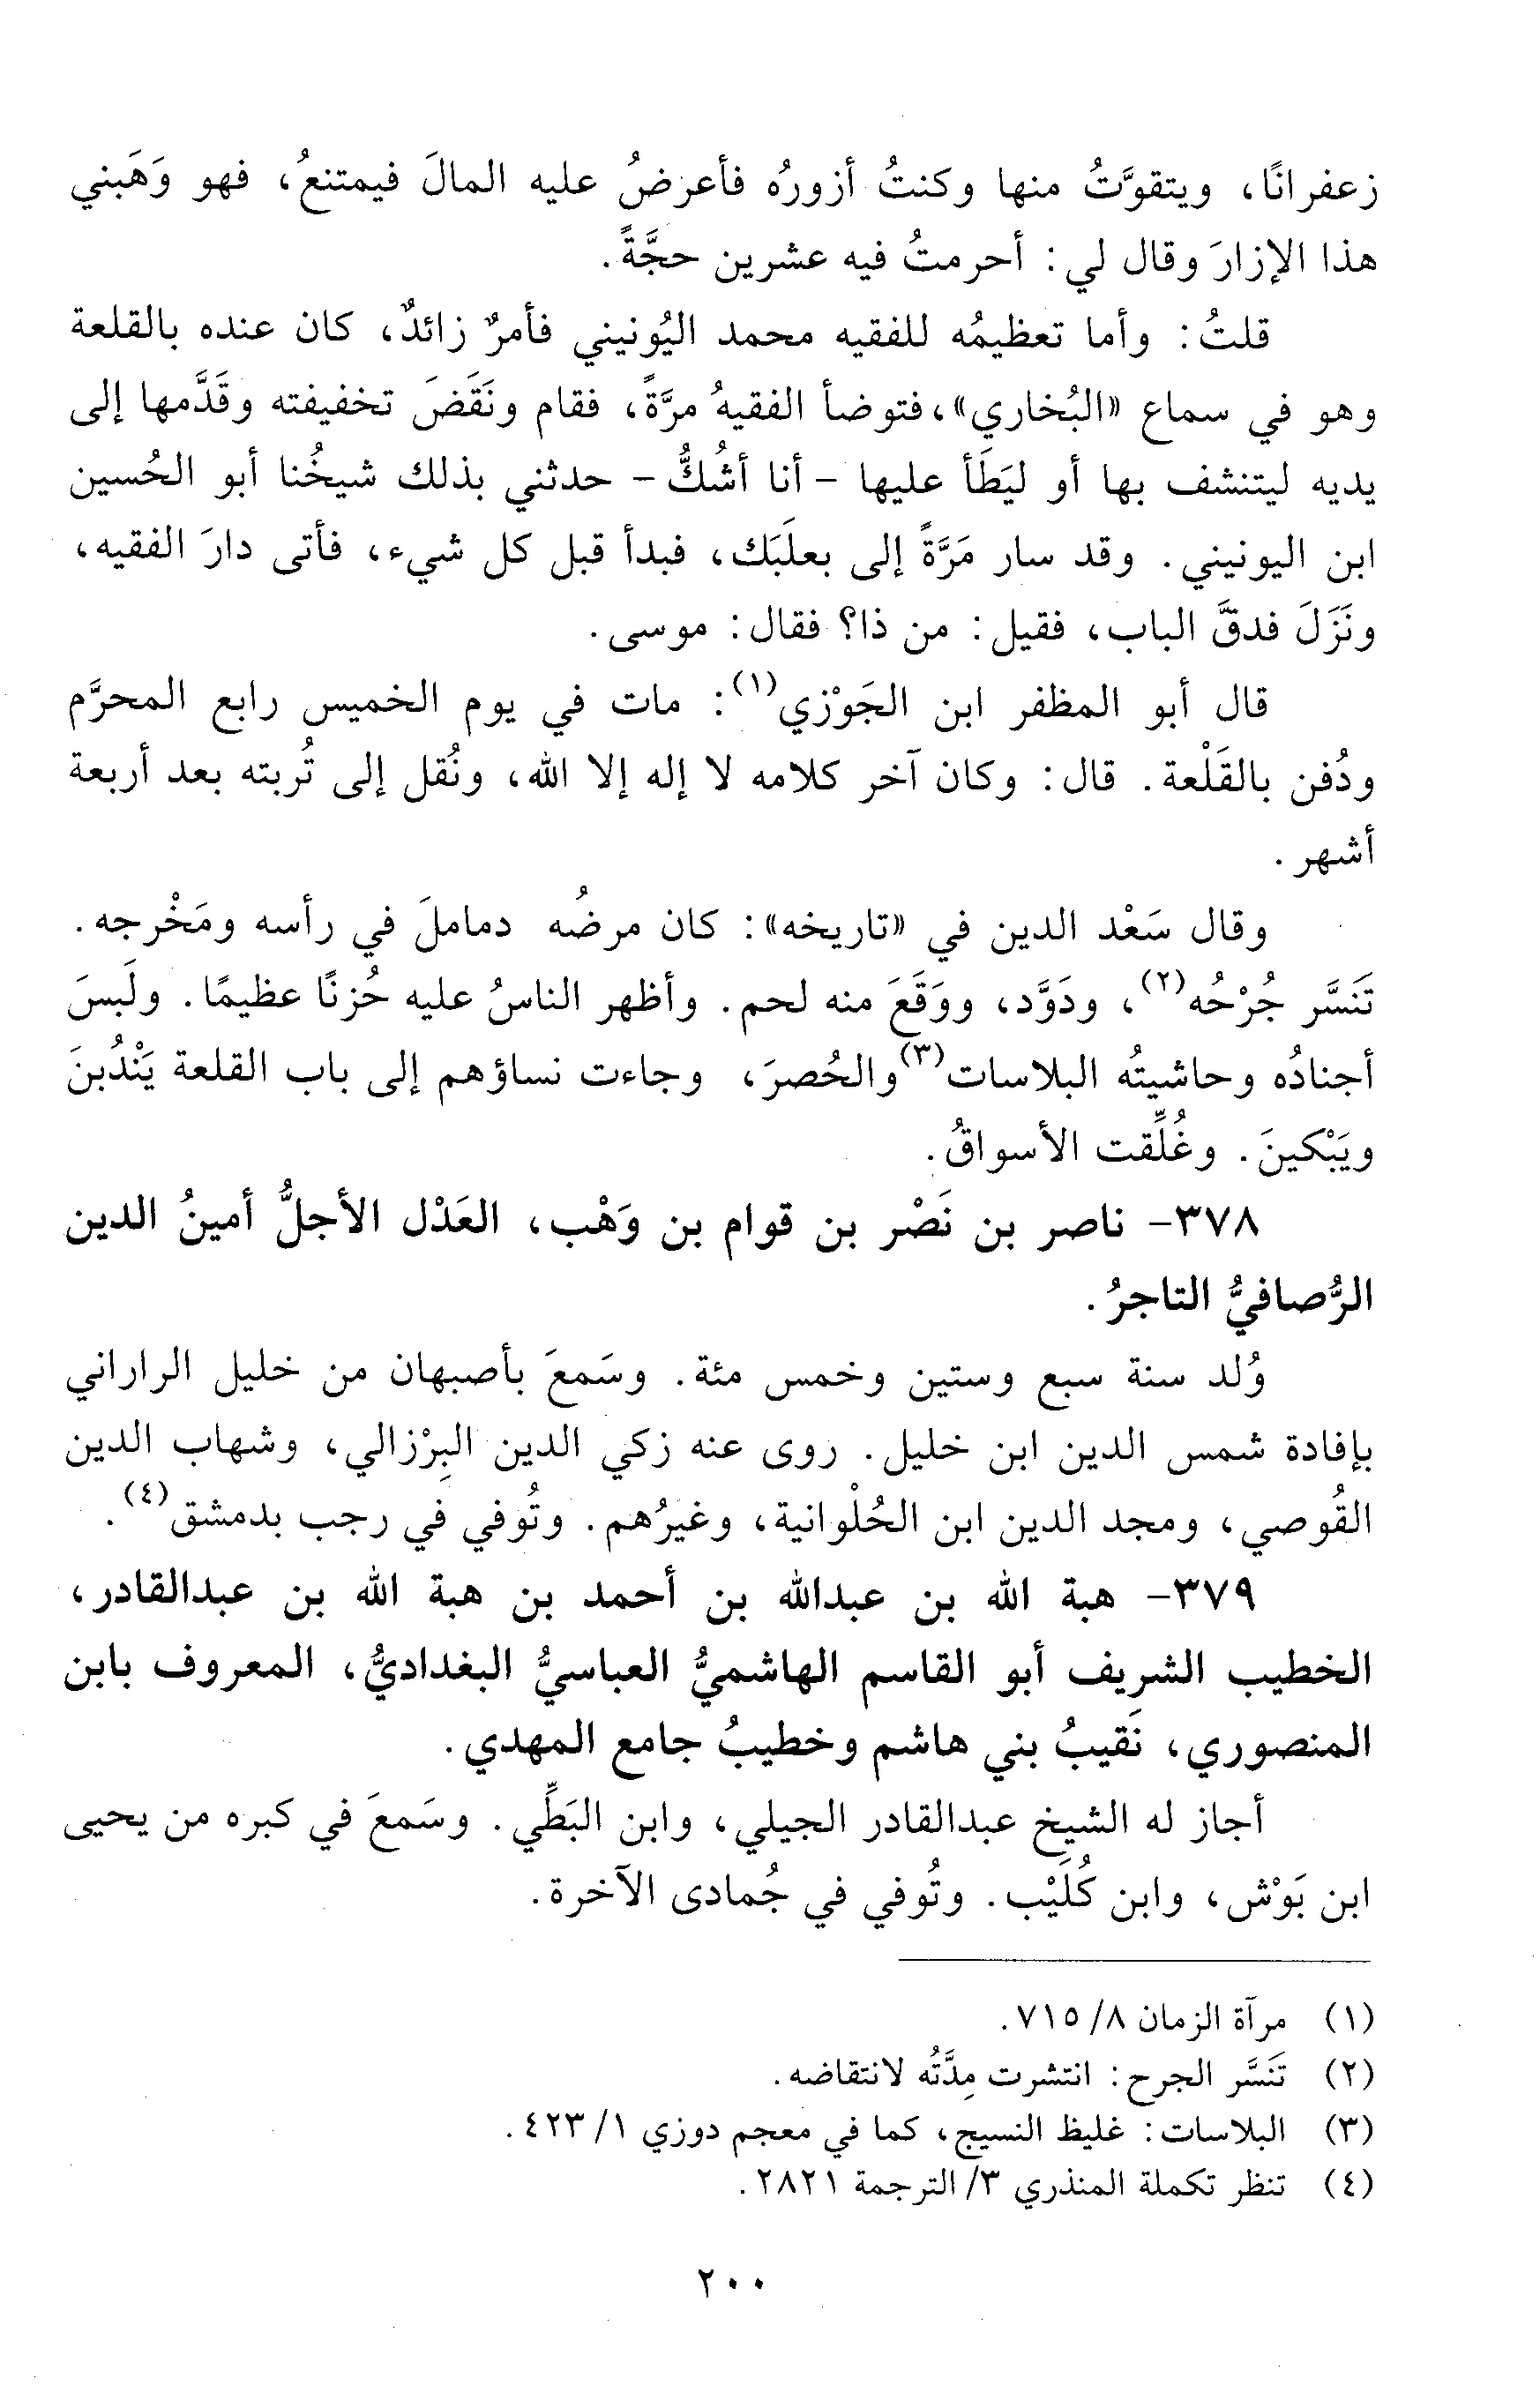 زعفرانًا، ويتقوَّتُ منها وكنتُ أزورُه فأعرضُ عليه المالَ فيمتنعُ، فهو وَهَبني
هذا الإزارَ وقال لي: أحرمتُ فيه عشرين حجَّةً.
قلتُ: وأما تعظيمُه للفقيه محمد اليُونيني فأمرٌ زائدٌ، كان عنده بالقلعة
وهو في سماع «البُخاري»، فتوضأ الفقيهُ مرَّةً، فقام ونَقَضَ تخفيفته وقَدَّمها إلى
يديه ليتنشف بها أو ليَطَأ عليها - أنا أشُكُّ - حدثني بذلك شيخُنا أبو الحُسين
ابن اليونيني. وقد سار مَرَّةً إلى بعلَبَك، فبدأ قبل كل شيء، فأتى دارَ الفقيه،
ونَزَلَ فدقَّ الباب، فقيل: من ذا؟ فقال: موسى.
قال أبو المظفر ابن الجَوْزي(١): مات في يوم الخميس رابع المحرَّم
ودُفن بالقَلْعة. قال: وكان آخر كلامه لا إله إلا الله، ونُقل إلى تُربته بعد أربعة
أشهر.
وقال سَعْد الدين في «تاريخه»: كان مرضُه دماملَ في رأسه ومَخْرجه.
تَنَسَّر جُرْحُه(٢)، ودَوَّد، ووَقَعَ منه لحم. وأظهر الناسُ عليه حُزنًا عظيمًا. ولَبسَ
أجنادُه وحاشيتُه البلاسات(٣) والحُصرَ، وجاءت نساؤهم إلى باب القلعة يَنْدُبنَ
ويَبْكينَ. وغُلِّقت الأسواقُ.
٣٧٨- ناصر بن نَصْر بن قوام بن وَهْب، العَدْل الأجلُّ أمينُ الدين
الرُّصافيُّ التاجرُ.
وُلد سنة سبع وستين وخمس مئة. وسَمعَ بأصبهان من خليل الراراني
بإفادة شمس الدين ابن خليل. روى عنه زكي الدين البِرْزالي، وشهاب الدين
القُوصي، ومجد الدين ابن الحُلْوانية، وغيرُهم. وتُوفي في رجب بدمشق(٤).
٣٧٩- هبة الله بن عبدالله بن أحمد بن هبة الله بن عبدالقادر،
الخطيب الشريف أبو القاسم الهاشميُّ العباسيُّ البغداديُّ، المعروف بابن
المنصوري، نَقيبُ بني هاشم وخطيبُ جامع المهدي.
أجاز له الشيخ عبدالقادر الجيلي، وابن البَطِّي. وسَمعَ في كبره من يحيى
ابن بَوْش، وابن كُلَيْب. وتُوفي في جُمادى الآخرة.
(١) مرآة الزمان ٨/ ٧١٥.
(٢) تَنَسَّر الجرح: انتشرت مِدَّتُه لانتقاضه.
(٣) البلاسات: غليظ النسيج، كما في معجم دوزي ١/ ٤٢٣.
(٤) تنظر تكملة المنذري ٣/ الترجمة ٢٨٢١.
٢٠٠